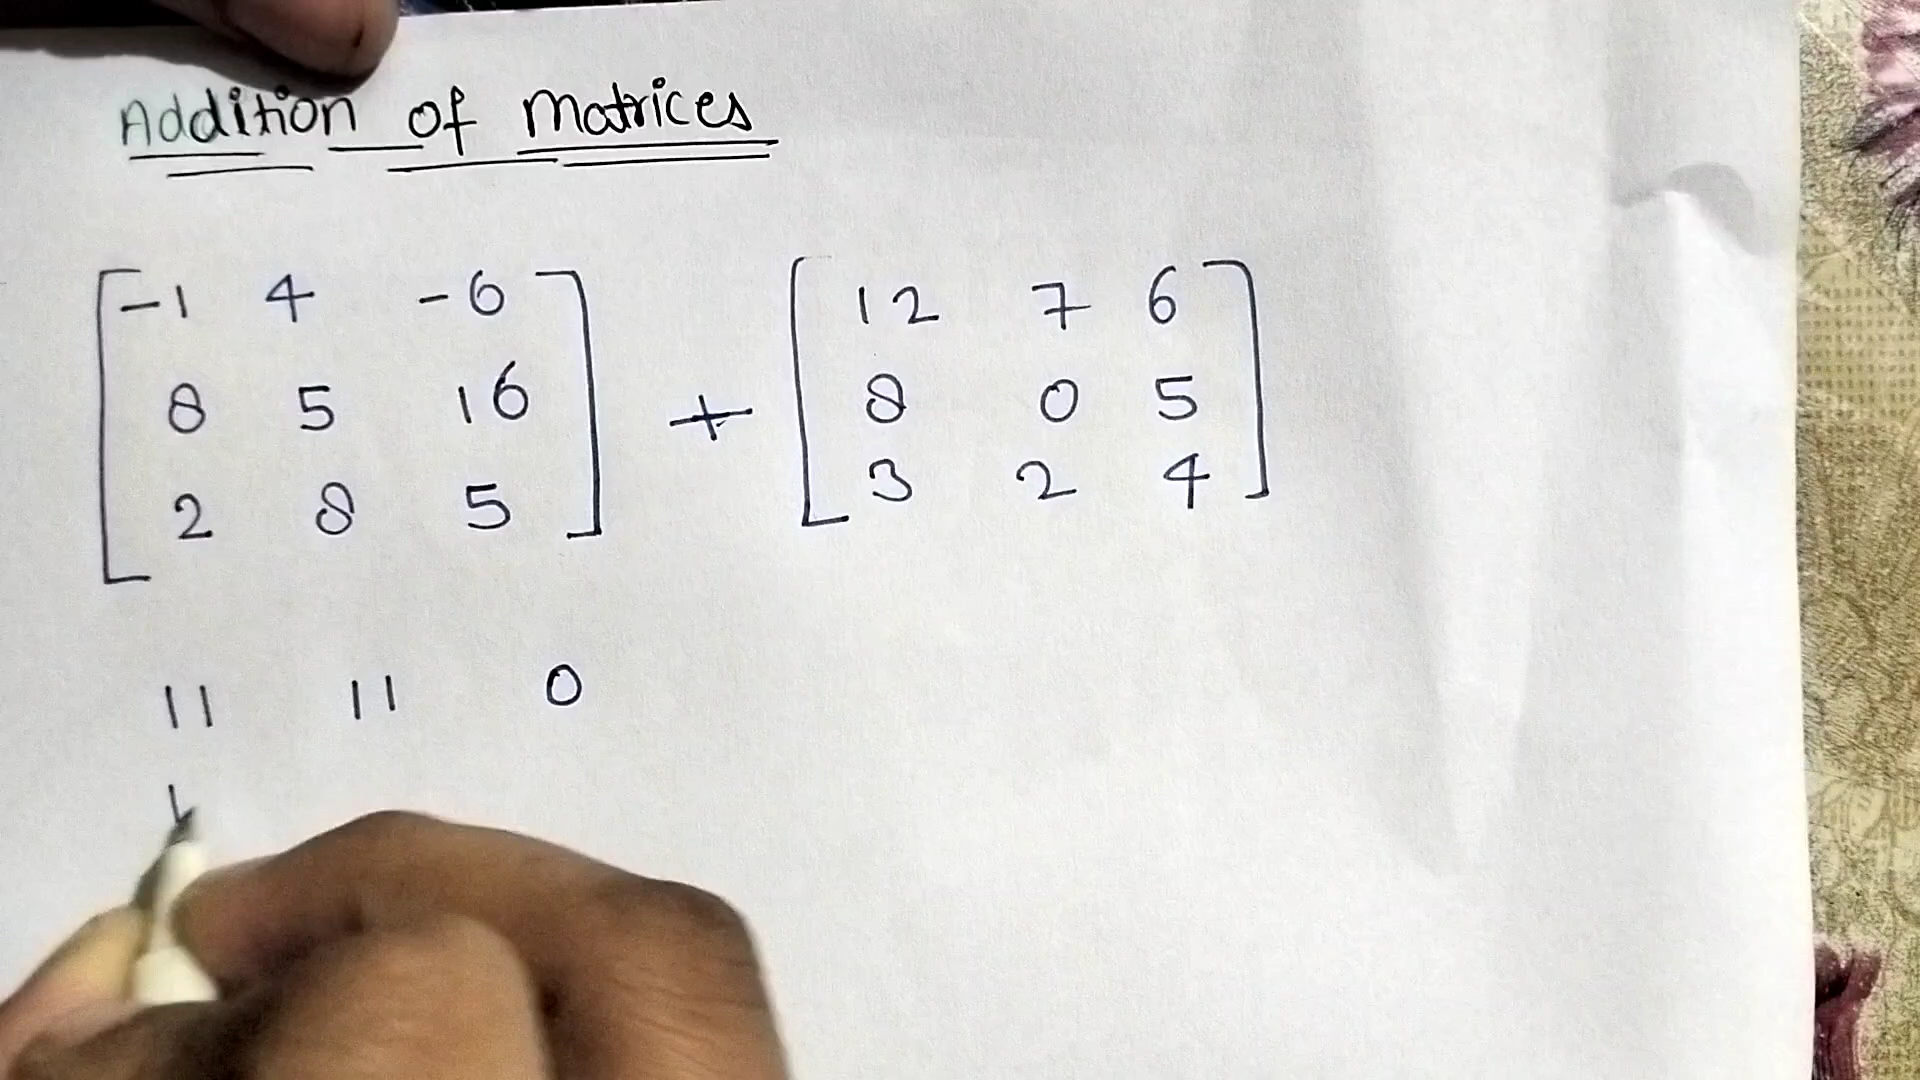 Addition of Matrices
-1 4 -6 + 12 7 6
8 5 16 8 0 5
2 8 5 3 2 4
11 11 0